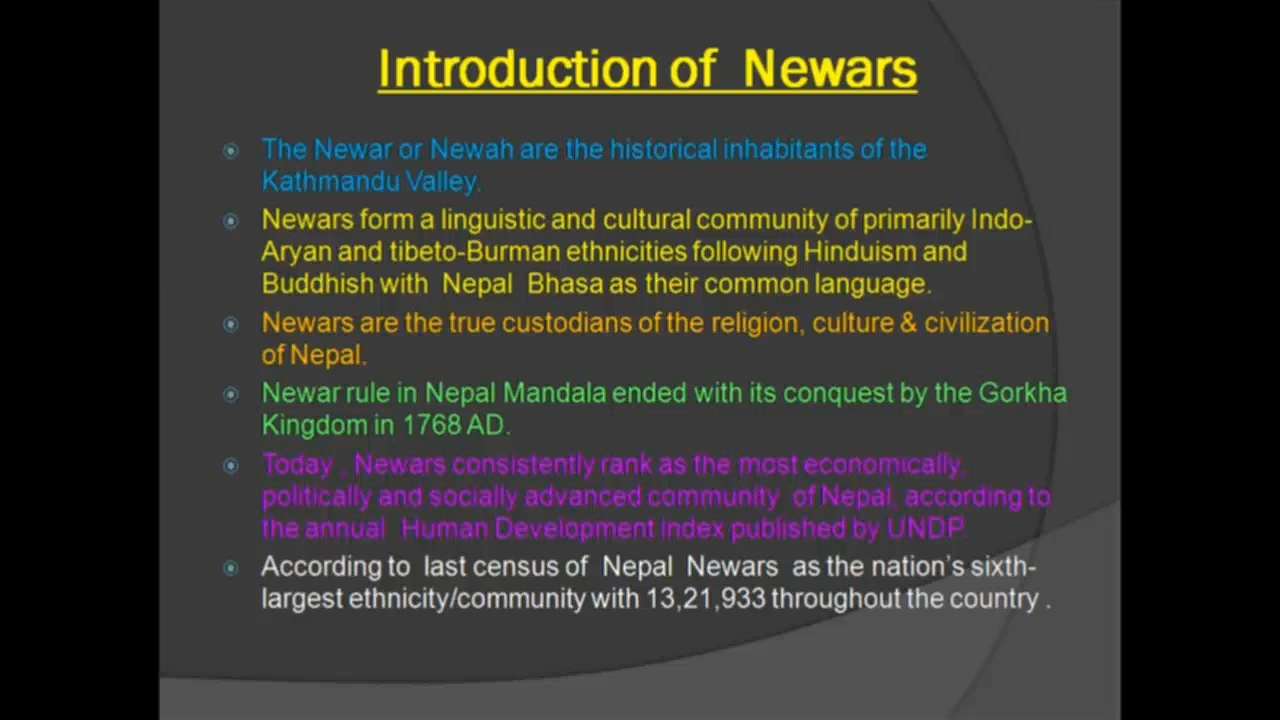 Introduction of Newars
The Newar or Newah are the historical inhabitants of the
Kathmandu Valley.
Newars form a linguistic and cultural community of primarily Indo-
Aryan and tibeto-Burman ethnicities following Hinduism and
Buddhish with Nepal Bhasa as their common language.
Newars are the true custodians of the religion, culture & civilization
of Nepal.
Newar rule in Nepal Mandala ended with its conquest by the Gorkha
Kingdom in 1768 AD.
Today , Newars consistently rank as the most economically,
politically and socially advanced community of Nepal, according to
the annual Human Development Index published by UNDP.
According to last census of Nepal Newars as the nation's sixth-
largest ethnicity/community with 13,21,933 throughout the country .